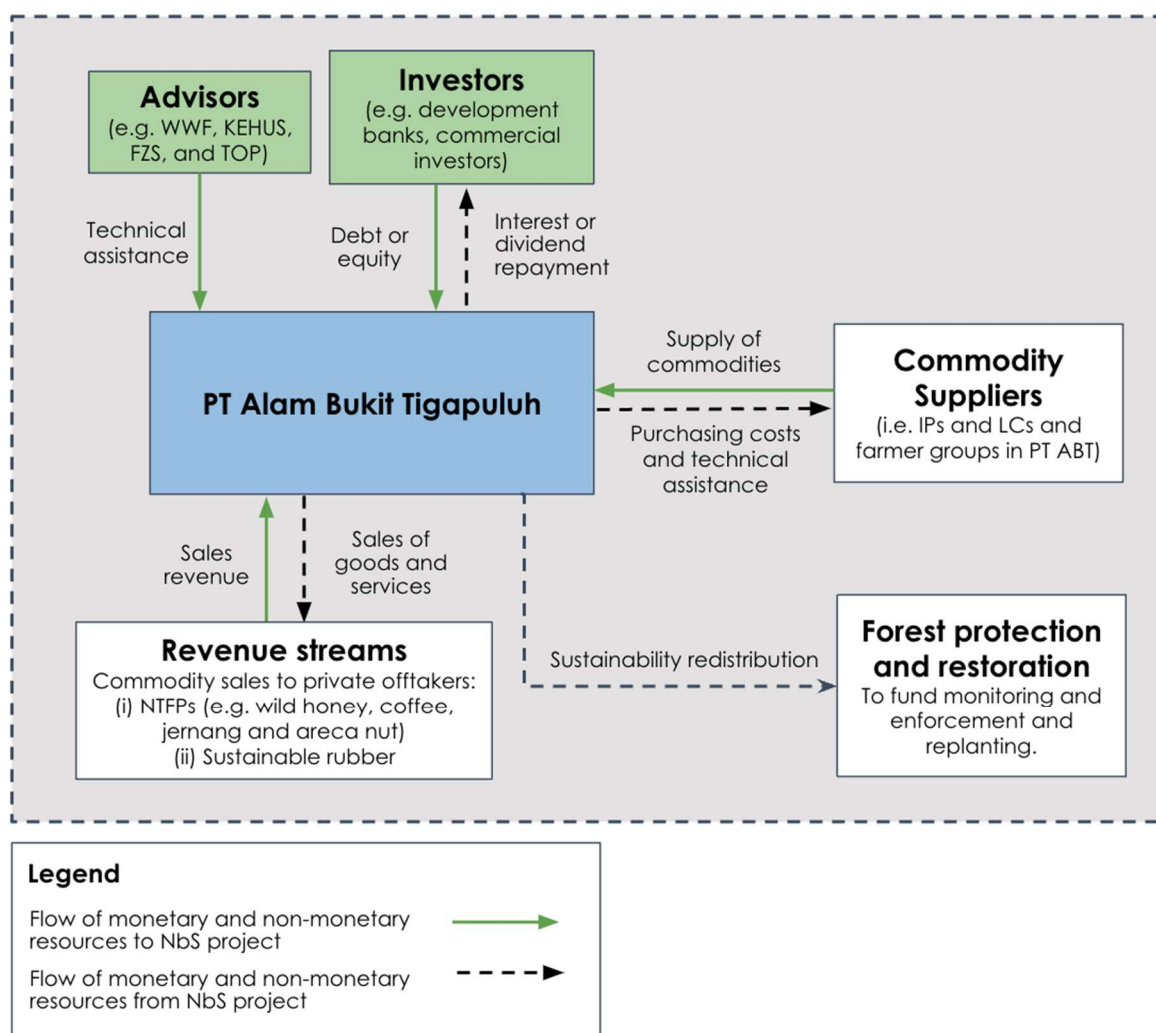 Advisors
(e.g. WWF, KEHUS,
FZS, and TOP)
Investors
(e.g. development
banks, commercial
investors)
Technical
assistance
Debt or
equity
Interest or
dividend
repayment
PT Alam Bukit Tigapuluh
Supply of
commodities
Purchasing costs
and technical
assistance
Commodity
Suppliers
(i.e. IPs and LCs and
farmer groups in PT ABT)
Sales
revenue
Sales of
goods and
services
Revenue streams
Commodity sales to private offtakers:
(i) NTFPs (e.g. wild honey, coffee,
jernang and areca nut)
(ii) Sustainable rubber
Sustainability redistribution
Forest protection
and restoration
To fund monitoring and
enforcement and
replanting.
Legend
Flow of monetary and non-monetary
resources to NbS project
Flow of monetary and non-monetary
resources from NbS project